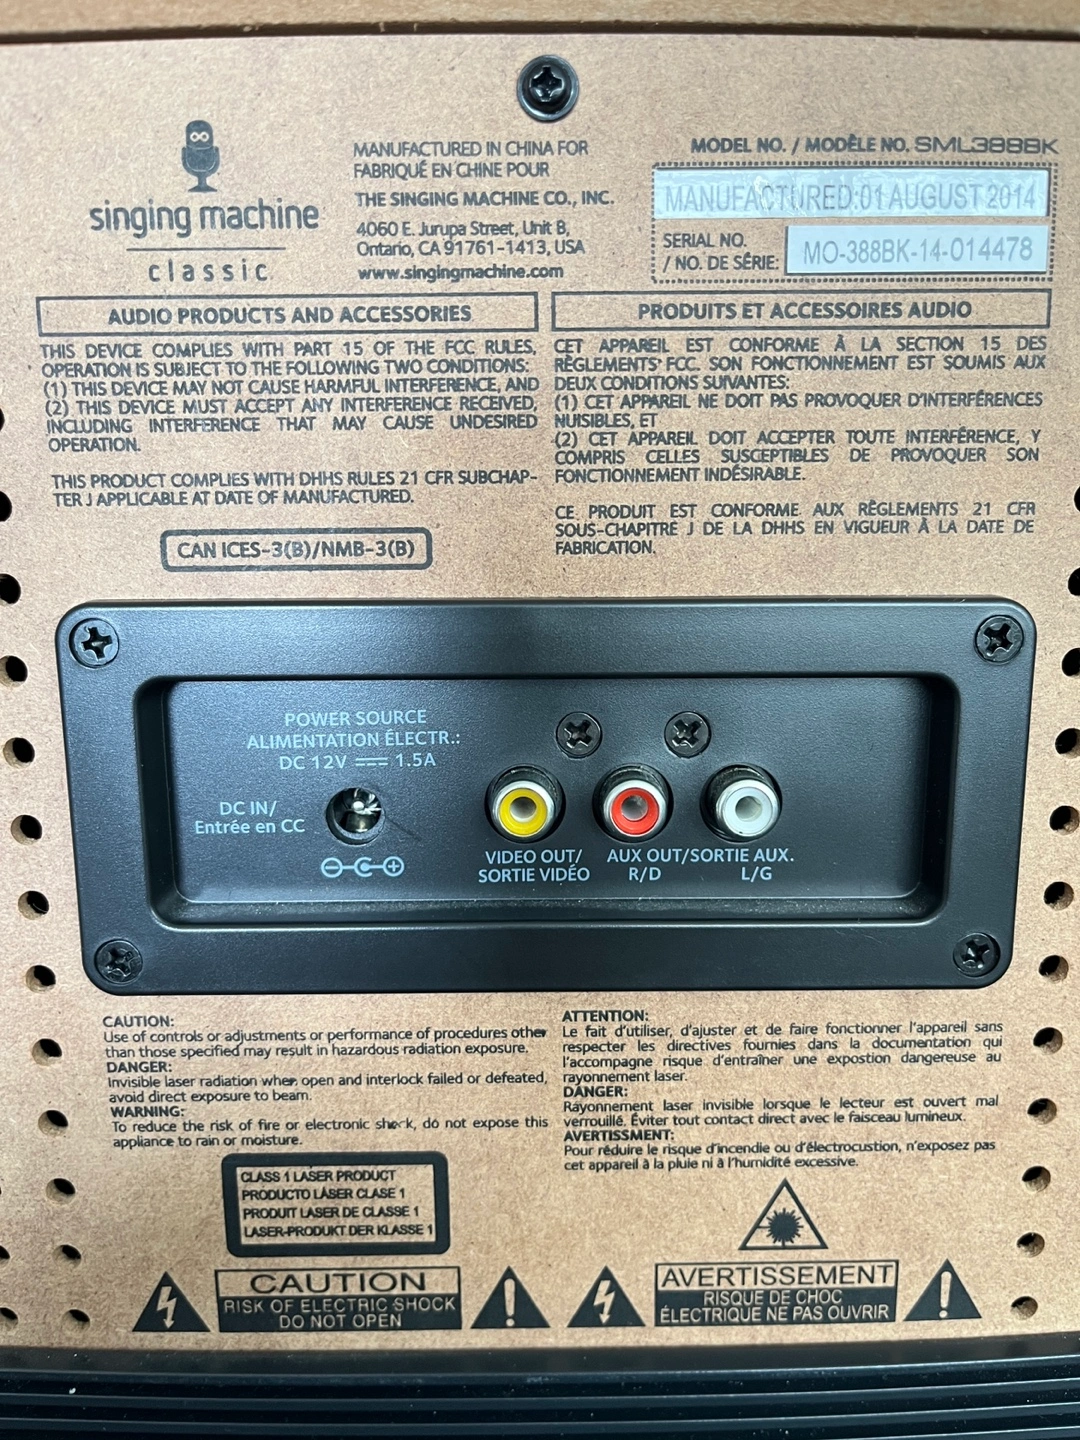 singing machine
classic
MANUFACTURED IN CHINA FOR
FABRIQUÉ EN CHINE POUR
THE SINGING MACHINE CO., INC.
4060 E. Jurupa Street, Unit B,
Ontario, CA 91761-1413, USA
www.singingmachine.com
MODEL NO. / MODÈLE NO. SML388BK
MANUFACTURED:01 AUGUST 2014
SERIAL NO.
/ NO. DE SÉRIE:
MO-388BK-14-014478
AUDIO PRODUCTS AND ACCESSORIES
THIS DEVICE COMPLIES WITH PART 15 OF THE FCC RULES,
OPERATION IS SUBJECT TO THE FOLLOWING TWO CONDITIONS:
(1) THIS DEVICE MAY NOT CAUSE HARMFUL INTERFERENCE, AND
(2) THIS DEVICE MUST ACCEPT ANY INTERFERENCE RECEIVED,
INCLUDING INTERFERENCE THAT MAY CAUSE UNDESIRED
OPERATION.
THIS PRODUCT COMPLIES WITH DHHS RULES 21 CFR SUBCHAP-
TER J APPLICABLE AT DATE OF MANUFACTURED.
CAN ICES-3(B)/NMB-3(B)
PRODUITS ET ACCESSOIRES AUDIO
CET APPAREIL EST CONFORME À LA SECTION 15 DES
RÈGLEMENTS FCC. SON FONCTIONNEMENT EST SOUMIS AUX
DEUX CONDITIONS SUIVANTES:
(1) CET APPAREIL NE DOIT PAS PROVOQUER D'INTERFÉRENCES
NUISIBLES, ET
(2) CET APPAREIL DOIT ACCEPTER TOUTE INTERFÉRENCE, Y
COMPRIS CELLES SUSCEPTIBLES DE PROVOQUER SON
FONCTIONNEMENT INDÉSIRABLE.
CE PRODUIT EST CONFORME AUX RÈGLEMENTS 21 CFR
SOUS-CHAPITRE J DE LA DHHS EN VIGUEUR À LA DATE DE
FABRICATION.
POWER SOURCE
ALIMENTATION ÉLECTR.:
DC 12V ⎓ 1.5A
DC IN/
Entrée en CC
VIDEO OUT/
SORTIE VIDÉO
AUX OUT/SORTIE AUX.
R/D L/G
CAUTION:
Use of controls or adjustments or performance of procedures other
than those specified may result in hazardous radiation exposure.
DANGER:
Invisible laser radiation when open and interlock failed or defeated,
avoid direct exposure to beam.
WARNING:
To reduce the risk of fire or electronic shock, do not expose this
appliance to rain or moisture.
ATTENTION:
Le fait d'utiliser, d'ajuster et de faire fonctionner l'appareil sans
respecter les directives fournies dans la documentation qui
l'accompagne risque d'entraîner une expostion dangereuse au
rayonnement laser.
DANGER:
Rayonnement laser invisible lorsque le lecteur est ouvert mal
verrouillé. Éviter tout contact direct avec le faisceau lumineux.
AVERTISSMENT:
Pour réduire le risque d'incendie ou d'électrocustion, n'exposez pas
cet appareil à la pluie ni à l'humidité excessive.
CLASS 1 LASER PRODUCT
PRODUCTO LÁSER CLASE 1
PRODUIT LASER DE CLASSE 1
LASER-PRODUKT DER KLASSE 1
CAUTION
RISK OF ELECTRIC SHOCK
DO NOT OPEN
AVERTISSEMENT
RISQUE DE CHOC
ÉLECTRIQUE NE PAS OUVRIR